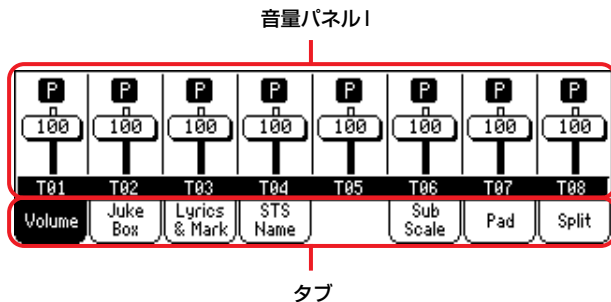 音量パネルI
P P P P P P P P
100 100 100 100 100 100 100 100
T01 T02 T03 T04 T05 T06 T07 T08
Volume
Juke
Box
Lyrics
& Mark
STS
Name
Sub
Scale
Pad
Split
タブ